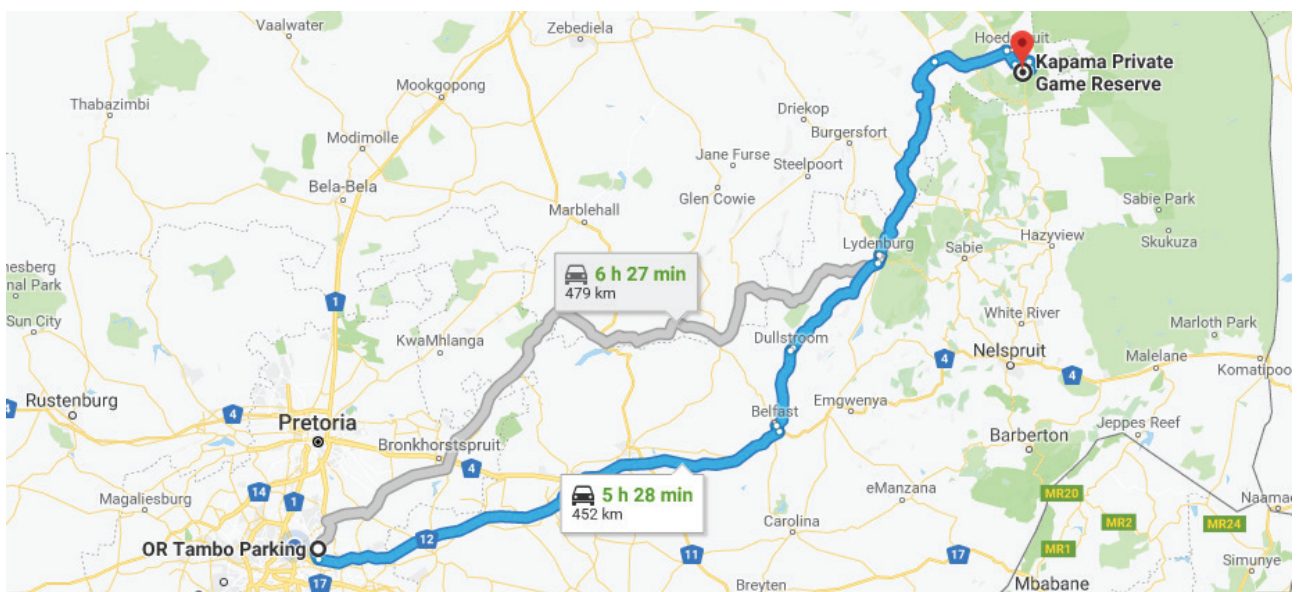 Vaalwater
Zebediela
Hoedspruit
Kapama Private
Game Reserve
Thabazimbi
Mookgopong
Driekop
Burgersfort
Modimolle
Jane Furse
Steelpoort
Bela-Bela
Glen Cowie
Marblehall
Sabie Park
Skukuza
Hazyview
Lydenburg
Sabie
6 h 27 min
479 km
nesberg
nal Park
1
Sun City
White River
Marloth Park
KwaMhlanga
Dullstroom
Nelspruit
4
Malelane
Komatipoo
4
Rustenburg
4
4
Emgwenya
Belfast
Pretoria
Jeppes Reef
Barberton
Bronkhorstspruit
4
14
1
Magaliesburg
5 h 28 min
452 km
eManzana
MR20
Naama
Carolina
MR2
MR24
OR Tambo Parking
12
11
17
MR1
Simunye
17
Breyten
Mbabane